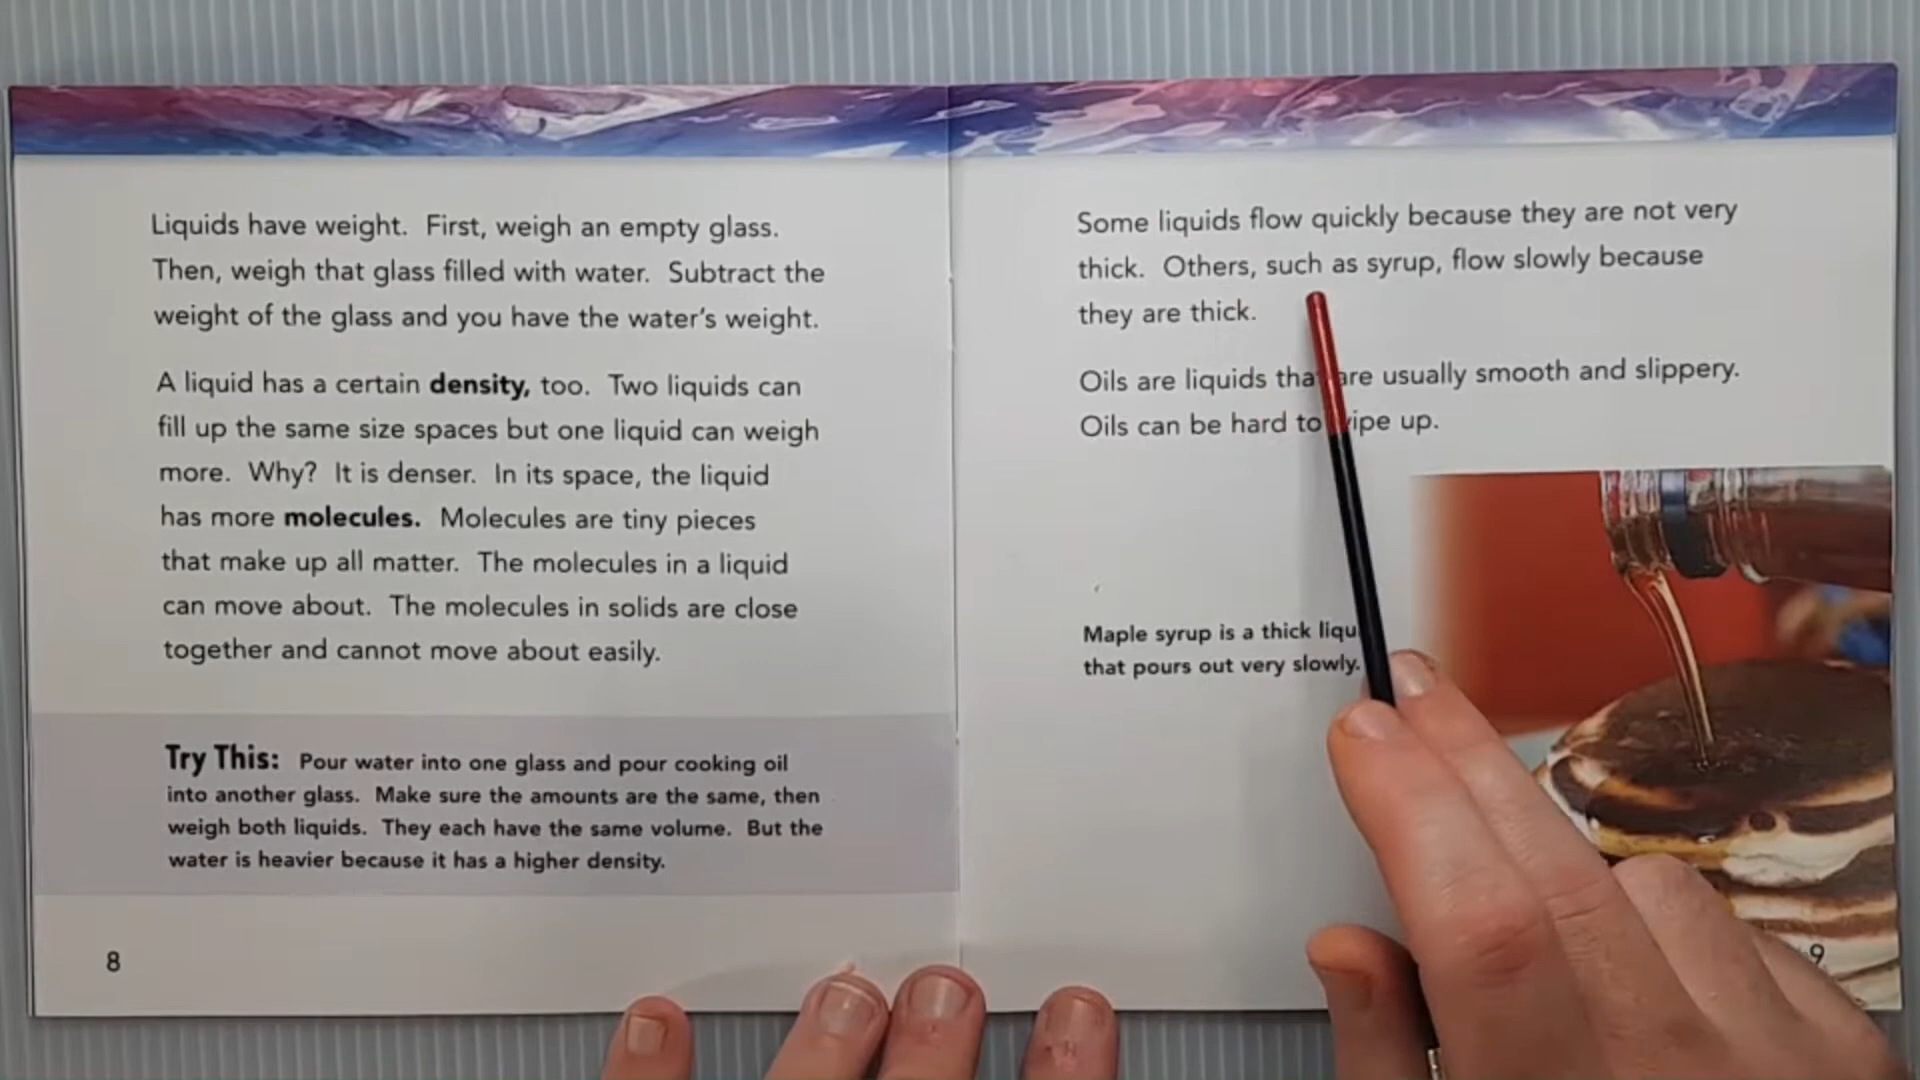 Liquids have weight. First, weigh an empty glass.
Then, weigh that glass filled with water. Subtract the
weight of the glass and you have the water's weight.
A liquid has a certain density, too. Two liquids can
fill up the same size spaces but one liquid can weigh
more. Why? It is denser. In its space, the liquid
has more molecules. Molecules are tiny pieces
that make up all matter. The molecules in a liquid
can move about. The molecules in solids are close
together and cannot move about easily.
Try This: Pour water into one glass and pour cooking oil
into another glass. Make sure the amounts are the same, then
weigh both liquids. They each have the same volume. But the
water is heavier because it has a higher density.
8
Some liquids flow quickly because they are not very
thick. Others, such as syrup, flow slowly because
they are thick.
Oils are liquids that are usually smooth and slippery.
Oils can be hard to wipe up.
Maple syrup is a thick liqu
that pours out very slowly.
9